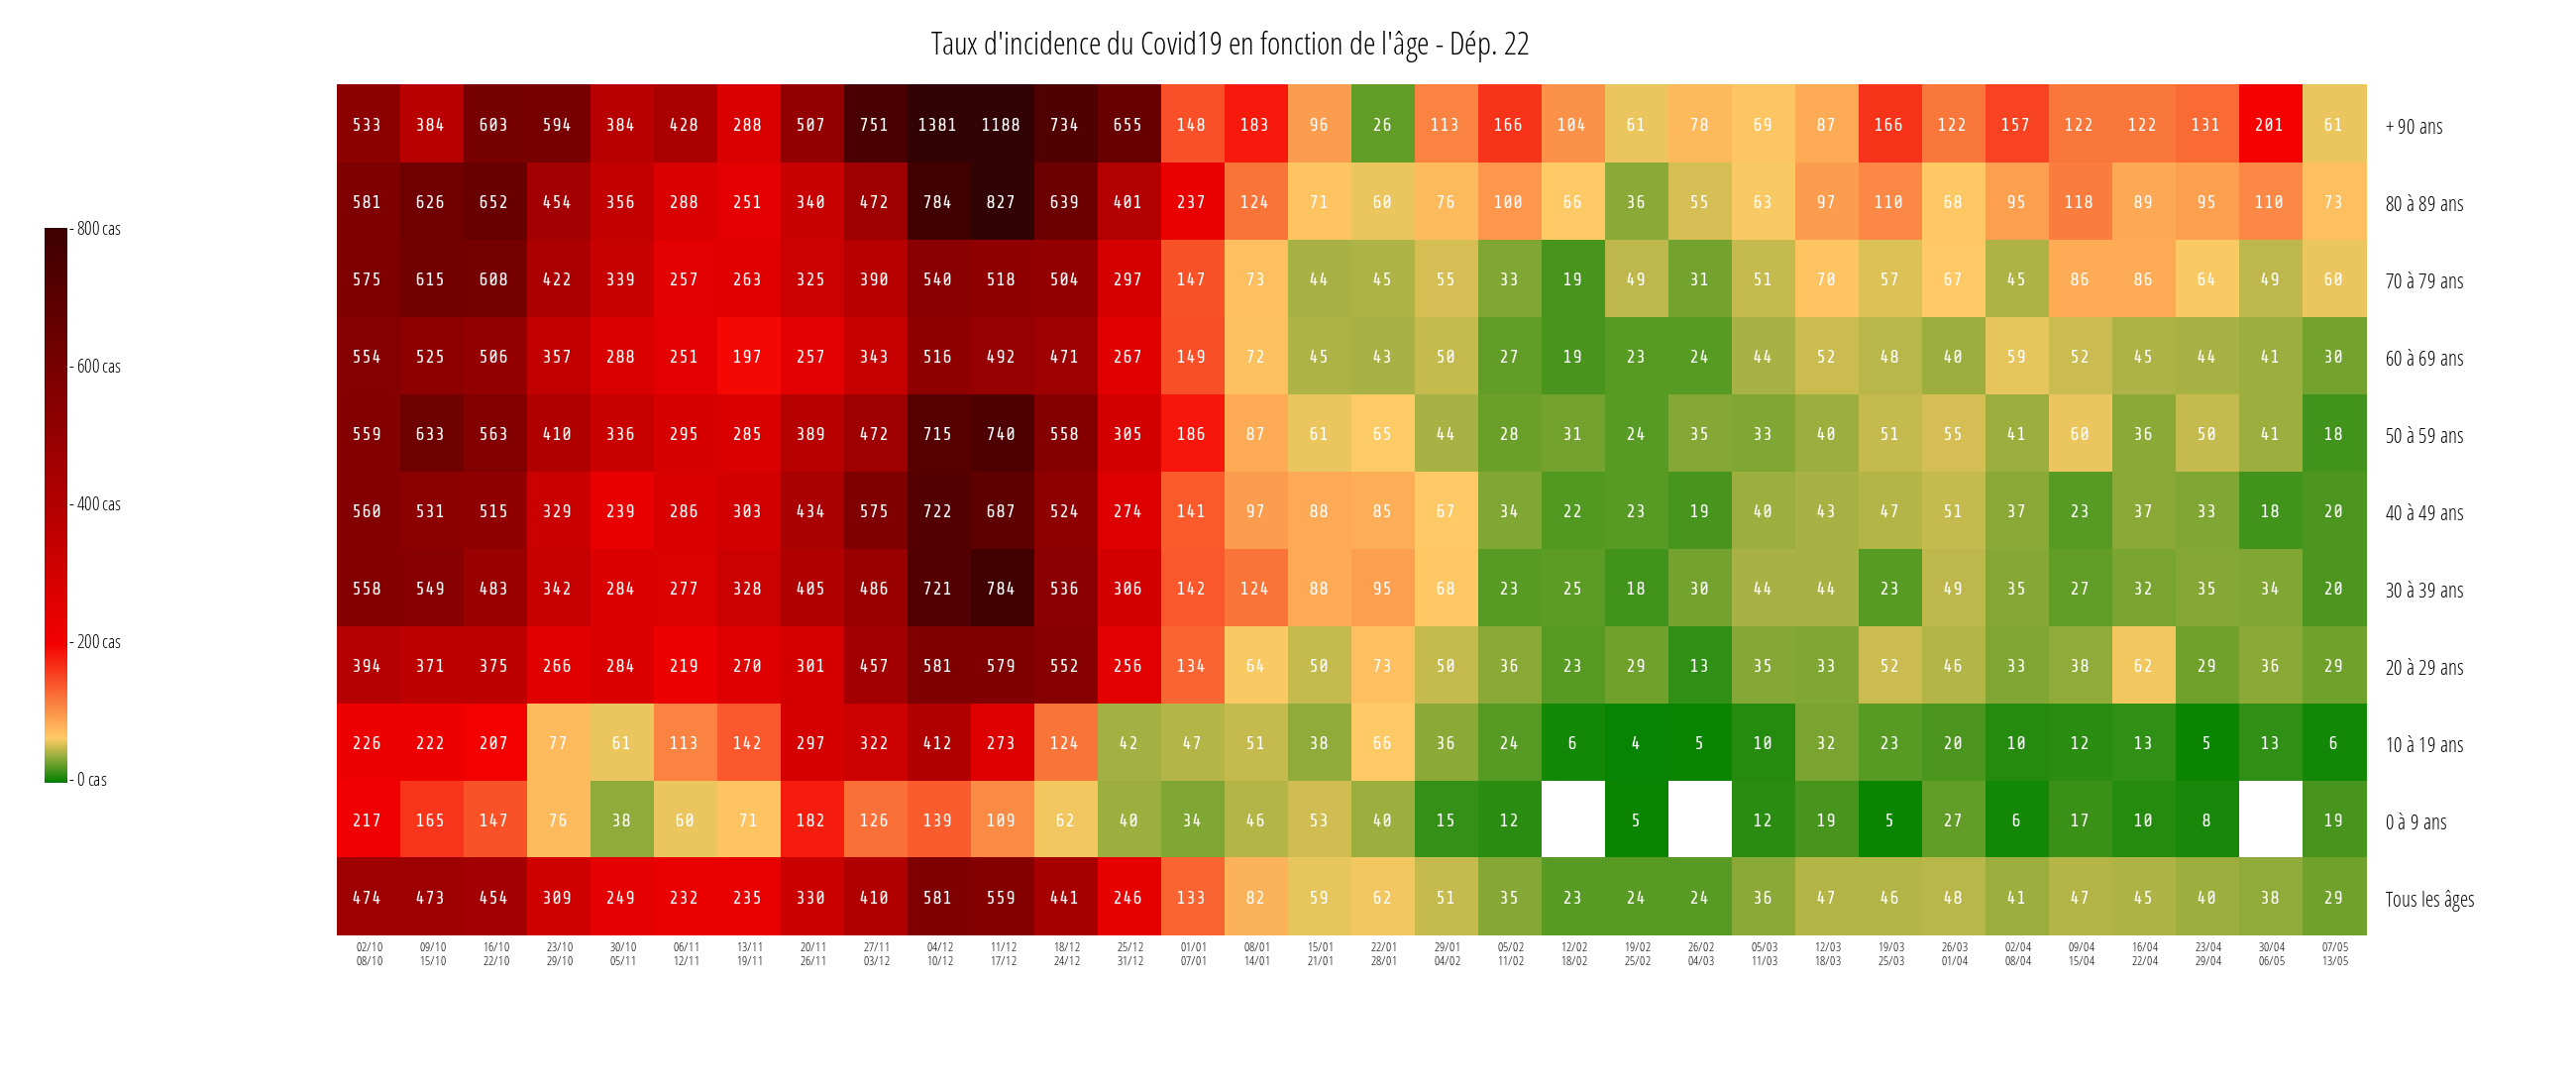 Taux d'incidence du Covid19 en fonction de l'âge - Dép. 22
533 384 603 594 384 428 288 507 751 1381 1188 734 655 148 183 96 26 113 166 104 61 78 69 87 166 122 157 122 122 131 201 61 + 90 ans
581 626 652 454 356 288 251 340 472 784 827 639 401 237 124 71 60 76 100 66 36 55 63 97 110 68 95 118 89 95 110 73 80 à 89 ans
- 800 cas
575 615 608 422 339 257 263 325 390 540 518 504 297 147 73 44 45 55 33 19 49 31 51 70 57 67 45 86 86 64 49 60 70 à 79 ans
554 525 506 357 288 251 197 257 343 516 492 471 267 149 72 45 43 50 27 19 23 24 44 52 48 40 59 52 45 44 41 30 60 à 69 ans
- 600 cas
559 633 563 410 336 295 285 389 472 715 740 558 305 186 87 61 65 44 28 31 24 35 33 40 51 55 41 60 36 50 41 18 50 à 59 ans
- 400 cas
560 531 515 329 239 286 303 434 575 722 687 524 274 141 97 88 85 67 34 22 23 19 40 43 47 51 37 23 37 33 18 20 40 à 49 ans
558 549 483 342 284 277 328 405 486 721 784 536 306 142 124 88 95 68 23 25 18 30 44 44 23 49 35 27 32 35 34 20 30 à 39 ans
- 200 cas
394 371 375 266 284 219 270 301 457 581 579 552 256 134 64 50 73 50 36 23 29 13 35 33 52 46 33 38 62 29 36 29 20 à 29 ans
226 222 207 77 61 113 142 297 322 412 273 124 42 47 51 38 66 36 24 6 4 5 10 32 23 20 10 12 13 5 13 6 10 à 19 ans
- 0 cas
217 165 147 76 38 60 71 182 126 139 109 62 40 34 46 53 40 15 12 5 12 19 5 27 6 17 10 8 19 0 à 9 ans
474 473 454 309 249 232 235 330 410 581 559 441 246 133 82 59 62 51 35 23 24 24 36 47 46 48 41 47 45 40 38 29 Tous les âges
02/10 09/10 16/10 23/10 30/10 06/11 13/11 20/11 27/11 04/12 11/12 18/12 25/12 01/01 08/01 15/01 22/01 29/01 05/02 12/02 19/02 26/02 05/03 12/03 19/03 26/03 02/04 09/04 16/04 23/04 30/04 07/05
08/10 15/10 22/10 29/10 05/11 12/11 19/11 26/11 03/12 10/12 17/12 24/12 31/12 07/01 14/01 21/01 28/01 04/02 11/02 18/02 25/02 04/03 11/03 18/03 25/03 01/04 08/04 15/04 22/04 29/04 06/05 13/05